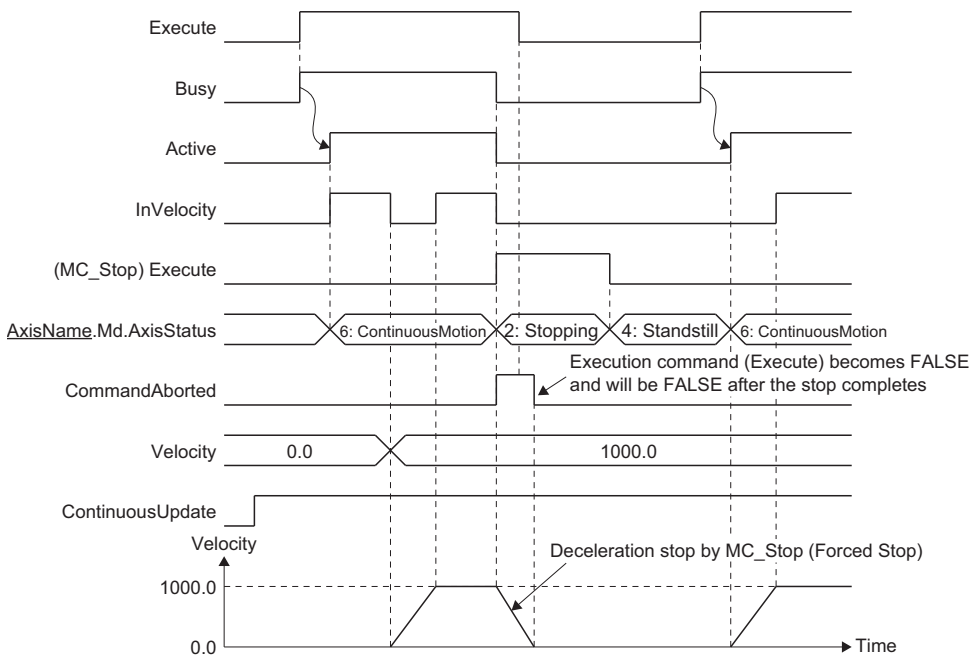 Execute
Busy
Active
InVelocity
(MC_Stop) Execute
AxisName.Md.AxisStatus
6: ContinuousMotion
2: Stopping
4: Standstill
6: ContinuousMotion
Execution command (Execute) becomes FALSE
and will be FALSE after the stop completes
CommandAborted
Velocity
0.0
1000.0
ContinuousUpdate
Velocity
Deceleration stop by MC_Stop (Forced Stop)
1000.0
0.0
Time